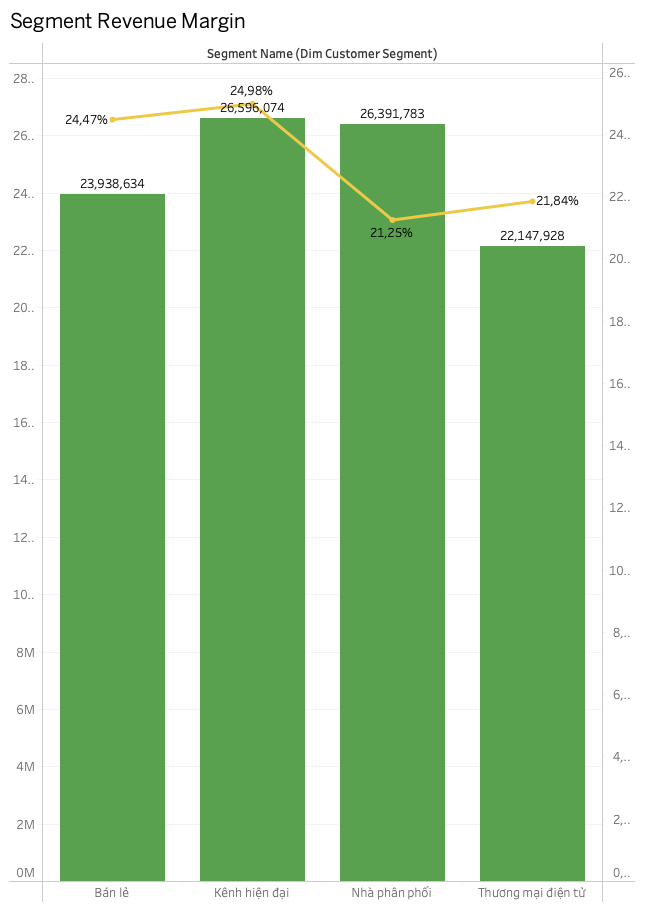 Segment Revenue Margin
Segment Name (Dim Customer Segment)
28..
26..
24..
22..
20..
18..
16..
14..
12..
10..
8M
6M
4M
2M
0M
24,47%
24,98%
21,25%
21,84%
23,938,634
26,596,074
26,391,783
22,147,928
26..
24..
22..
20..
18..
16..
14..
12..
10..
8,..
6,..
4,..
2,..
0,..
Bán lẻ
Kênh hiện đại
Nhà phân phối
Thương mại điện tử